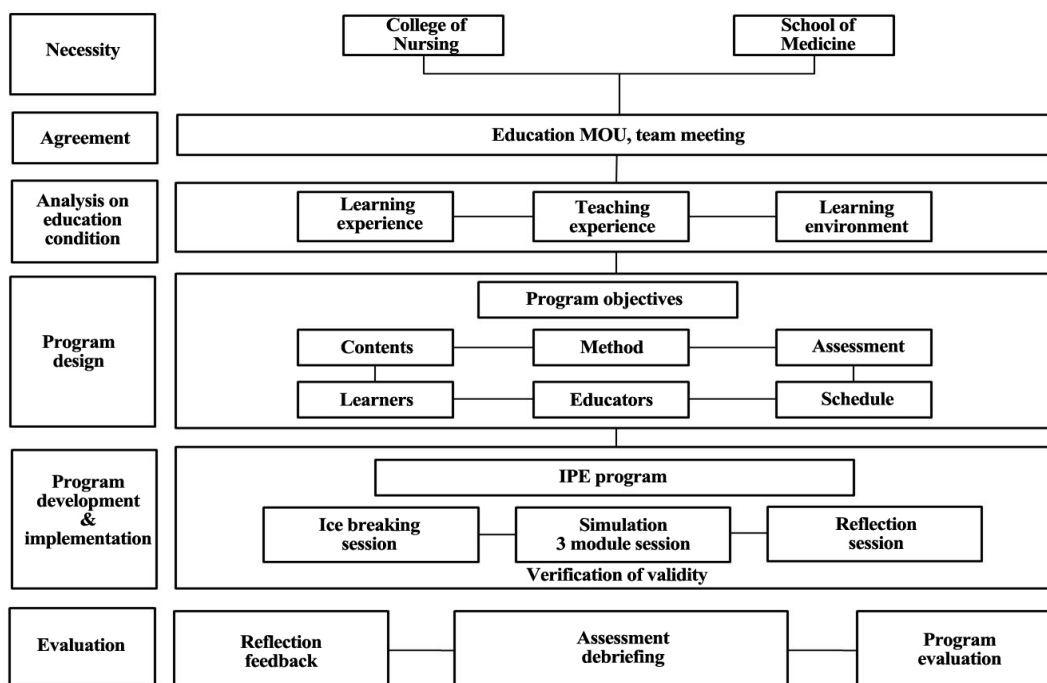 Necessity
College of
Nursing
School of
Medicine
Agreement
Education MOU, team meeting
Analysis on
education
condition
Learning
experience
Teaching
experience
Learning
environment
Program
design
Program objectives
Contents
Method
Assessment
Learners
Educators
Schedule
Program
development
&
implementation
IPE program
Ice breaking
session
Simulation
3 module session
Reflection
session
Verification of validity
Evaluation
Reflection
feedback
Assessment
debriefing
Program
evaluation